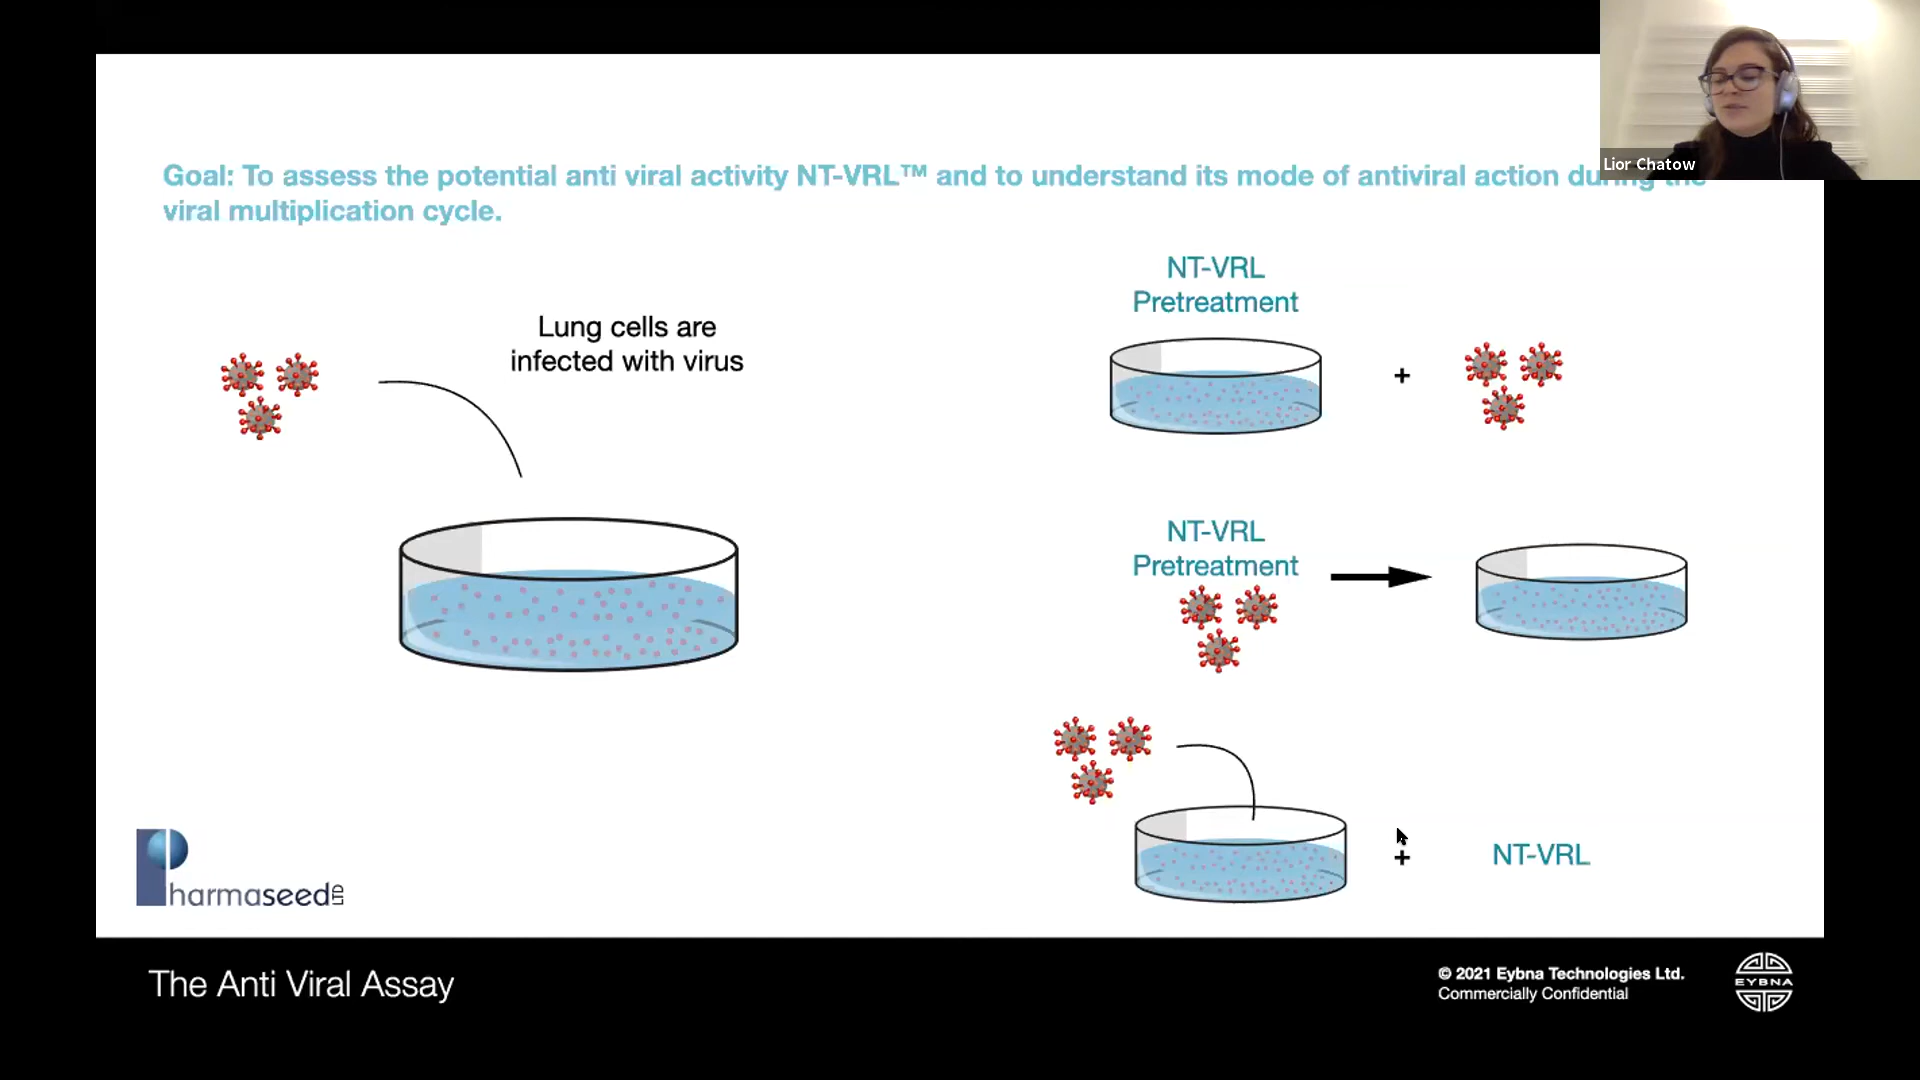 Lior Chatow
Goal: To assess the potential anti viral activity NT-VRL™ and to understand its mode of antiviral action during the
viral multiplication cycle.
Lung cells are
infected with virus
NT-VRL
Pretreatment
+
NT-VRL
Pretreatment
+
NT-VRL
Pharmaseed LTD
The Anti Viral Assay
© 2021 Eybna Technologies Ltd.
Commercially Confidential
EYBNA